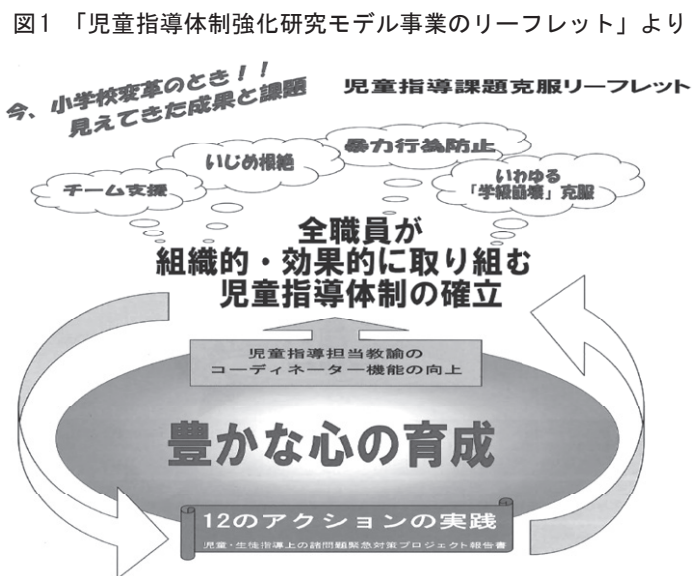 図1 「児童指導体制強化研究モデル事業のリーフレット」より
今、小学校変革のとき！！
見えてきた成果と課題
児童指導課題克服リーフレット
チーム支援
いじめ根絶
暴力行為防止
いわゆる
「学級崩壊」克服
全職員が
組織的・効果的に取り組む
児童指導体制の確立
児童指導担当教諭の
コーディネーター機能の向上
豊かな心の育成
12のアクションの実践
児童・生徒指導上の諸問題緊急対策プロジェクト報告書